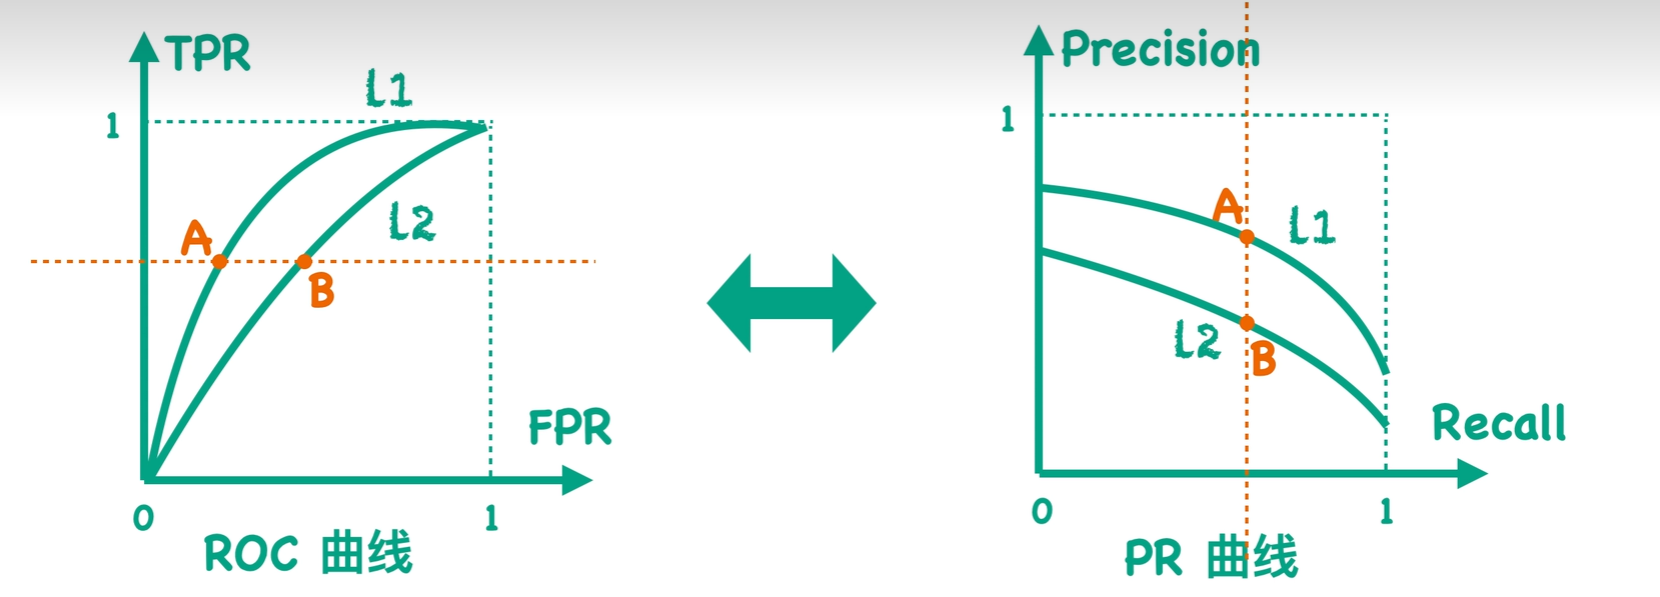 TPR
L1
1
A
L2
B
FPR
0
1
ROC 曲线
Precision
1
A
L1
L2
B
Recall
0
1
PR 曲线